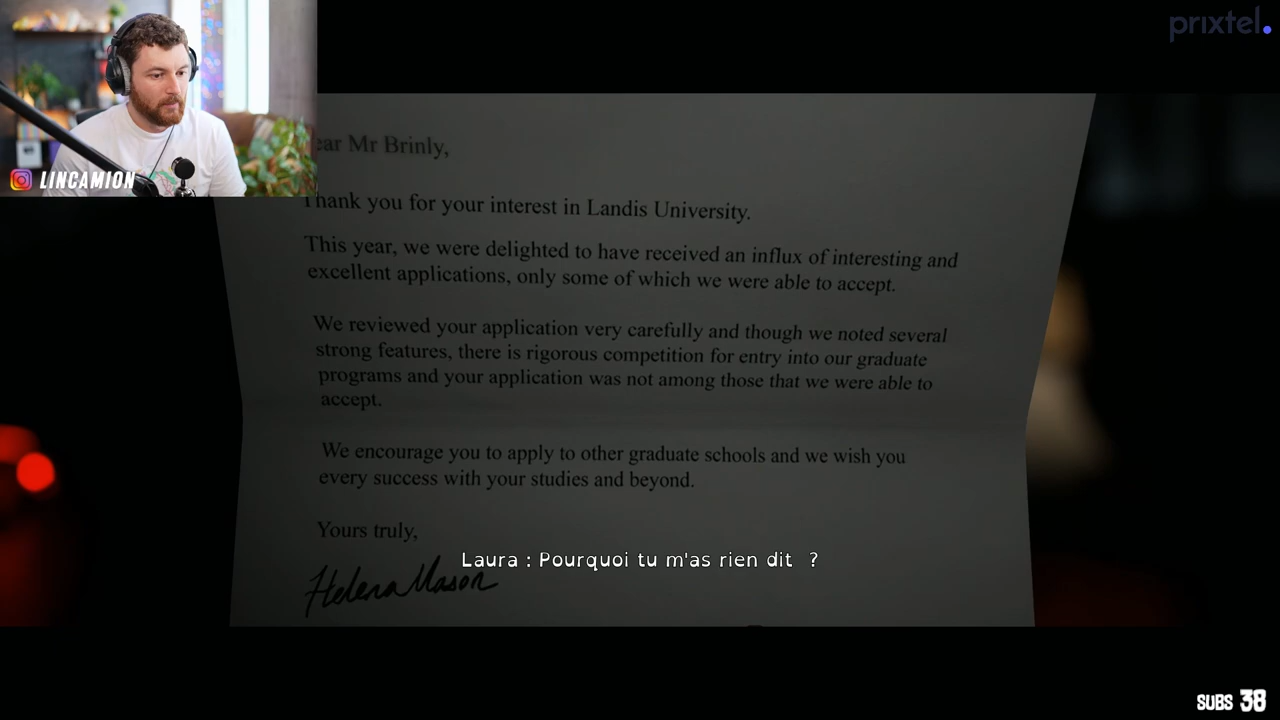 prixtel.
LINCAMION
ear Mr Brinly,
Thank you for your interest in Landis University.
This year, we were delighted to have received an influx of interesting and
excellent applications, only some of which we were able to accept.
We reviewed your application very carefully and though we noted several
strong features, there is rigorous competition for entry into our graduate
programs and your application was not among those that we were able to
accept.
We encourage you to apply to other graduate schools and we wish you
every success with your studies and beyond.
Yours truly,
Laura : Pourquoi tu m'as rien dit ?
Helena Mason
SUBS 38